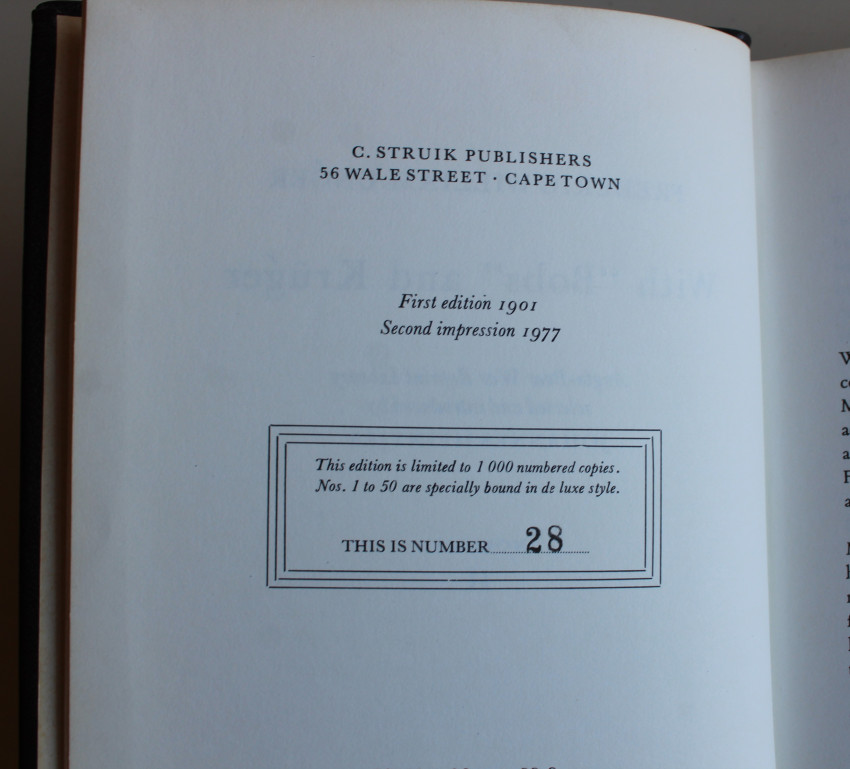 C. STRUIK PUBLISHERS
56 WALE STREET · CAPE TOWN
First edition 1901
Second impression 1977
This edition is limited to 1 000 numbered copies.
Nos. 1 to 50 are specially bound in de luxe style.
THIS IS NUMBER 28